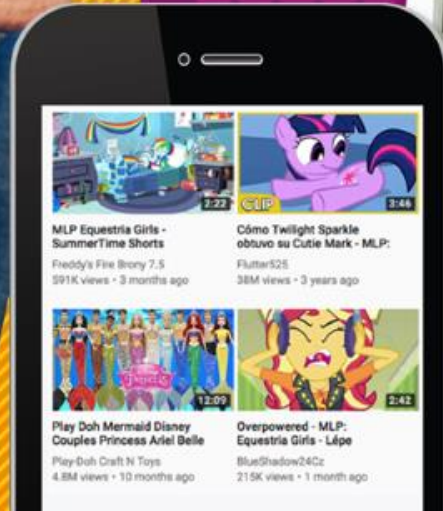 2:22
CLIP
3:46
MLP Equestria Girls -
SummerTime Shorts
Freddy's Fire Brony 7.5
591K views • 3 months ago
Cómo Twilight Sparkle
obtuvo su Cutie Mark - MLP:
Flutter525
38M views • 3 years ago
Disney
PRINCESS
12:09
2:42
Play Doh Mermaid Disney
Couples Princess Ariel Belle
Play-Doh Craft N Toys
4.8M views • 10 months ago
Overpowered - MLP:
Equestria Girls - Lépe
BlueShadow24Cz
215K views • 1 month ago